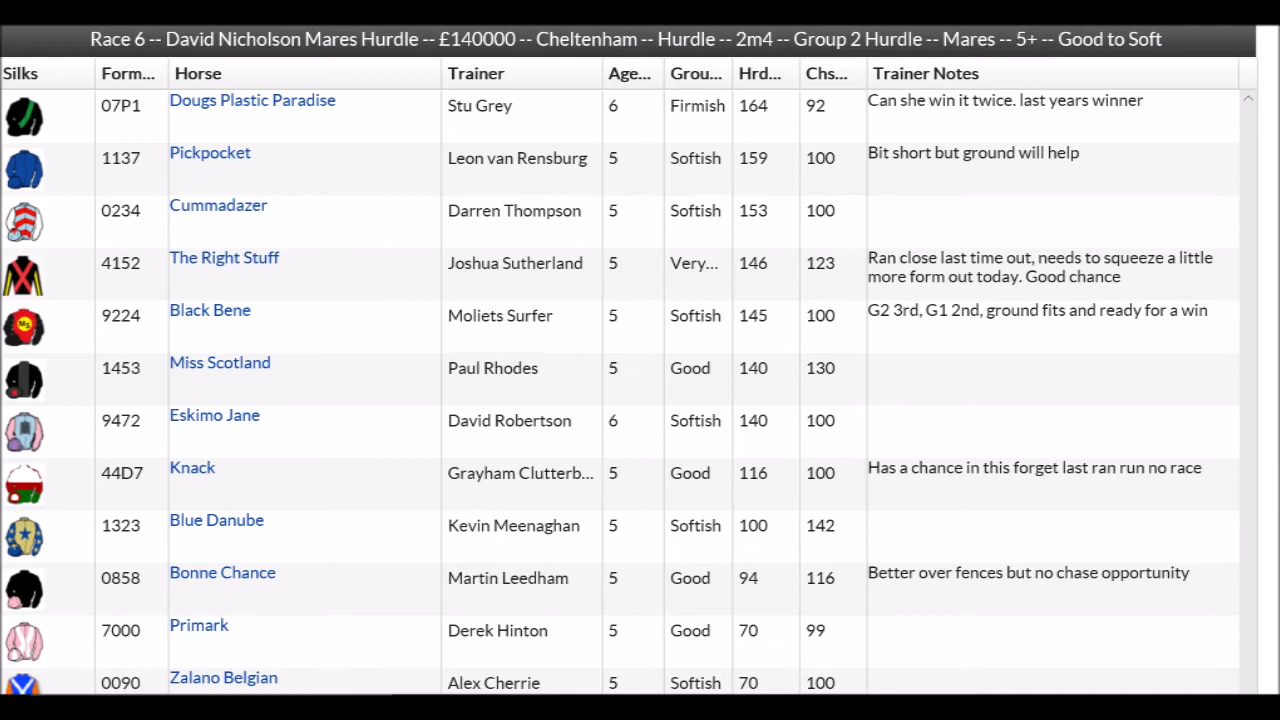 Race 6 -- David Nicholson Mares Hurdle -- £140000 -- Cheltenham -- Hurdle -- 2m4 -- Group 2 Hurdle -- Mares -- 5+ -- Good to Soft
Silks Form... Horse Trainer Age... Grou... Hrd... Chs... Trainer Notes
07P1 Dougs Plastic Paradise Stu Grey 6 Firmish 164 92 Can she win it twice. last years winner
1137 Pickpocket Leon van Rensburg 5 Softish 159 100 Bit short but ground will help
0234 Cummadazer Darren Thompson 5 Softish 153 100
4152 The Right Stuff Joshua Sutherland 5 Very... 146 123 Ran close last time out, needs to squeeze a little
more form out today. Good chance
9224 Black Bene Moliets Surfer 5 Softish 145 100 G2 3rd, G1 2nd, ground fits and ready for a win
1453 Miss Scotland Paul Rhodes 5 Good 140 130
9472 Eskimo Jane David Robertson 6 Softish 140 100
44D7 Knack Grayham Clutterb... 5 Good 116 100 Has a chance in this forget last ran run no race
1323 Blue Danube Kevin Meenaghan 5 Softish 100 142
0858 Bonne Chance Martin Leedham 5 Good 94 116 Better over fences but no chase opportunity
7000 Primark Derek Hinton 5 Good 70 99
0090 Zalano Belgian Alex Cherrie 5 Softish 70 100